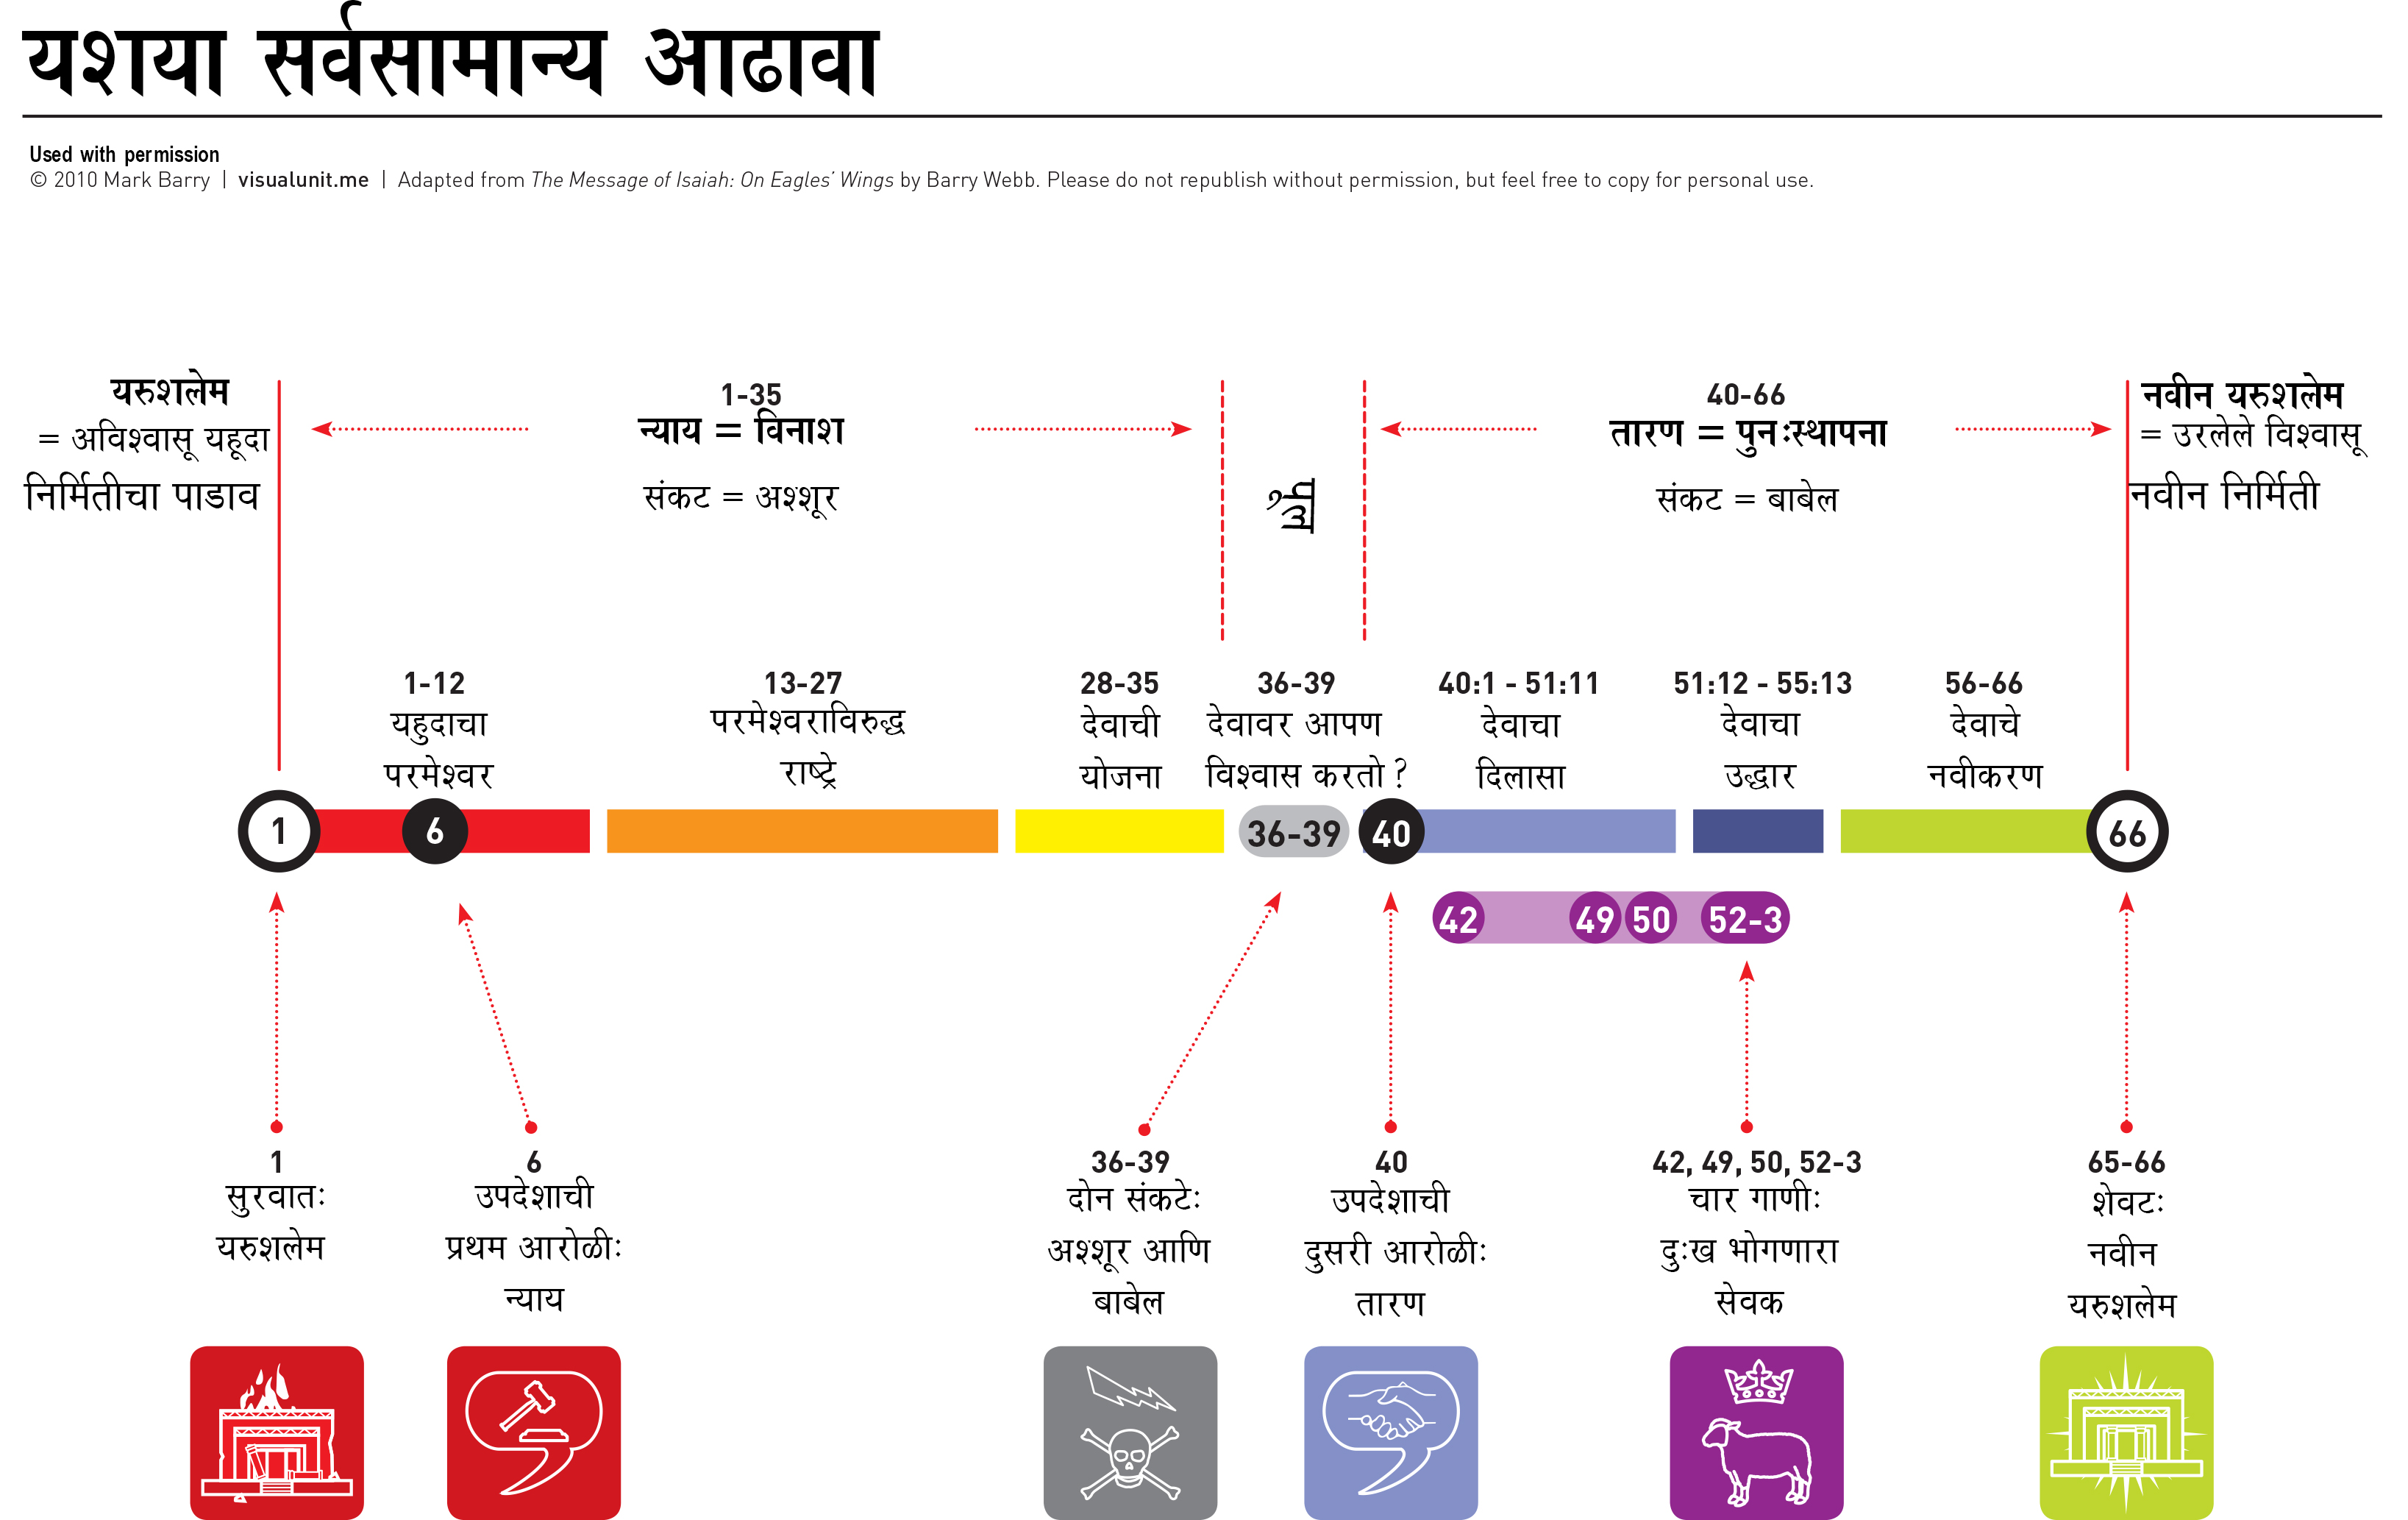 यशया सर्वसामान्य आढावा
Used with permission
© 2010 Mark Barry | visualunit.me | Adapted from The Message of Isaiah: On Eagles’ Wings by Barry Webb. Please do not republish without permission, but feel free to copy for personal use.
यरुशलेम
= अविश्वासू यहूदा
निर्मितीचा पाडाव
1-35
न्याय = विनाश
संकट = अश्शूर
पूल
40-66
तारण = पुनःस्थापना
संकट = बाबेल
नवीन यरुशलेम
= उरलेले विश्वासू
नवीन निर्मिती
1-12
यहुदाचा
परमेश्वर
13-27
परमेश्वराविरुद्ध
राष्ट्रे
28-35
देवाची
योजना
36-39
देवावर आपण
विश्वास करतो ?
40:1 - 51:11
देवाचा
दिलासा
51:12 - 55:13
देवाचा
उद्धार
56-66
देवाचे
नवीकरण
1
6
36-39
40
66
42
49
50
52-3
1
सुरवातः
यरुशलेम
6
उपदेशाची
प्रथम आरोळीः
न्याय
36-39
दोन संकटेः
अश्शूर आणि
बाबेल
40
उपदेशाची
दुसरी आरोळीः
तारण
42, 49, 50, 52-3
चार गाणीः
दुःख भोगणारा
सेवक
65-66
शेवटः
नवीन
यरुशलेम